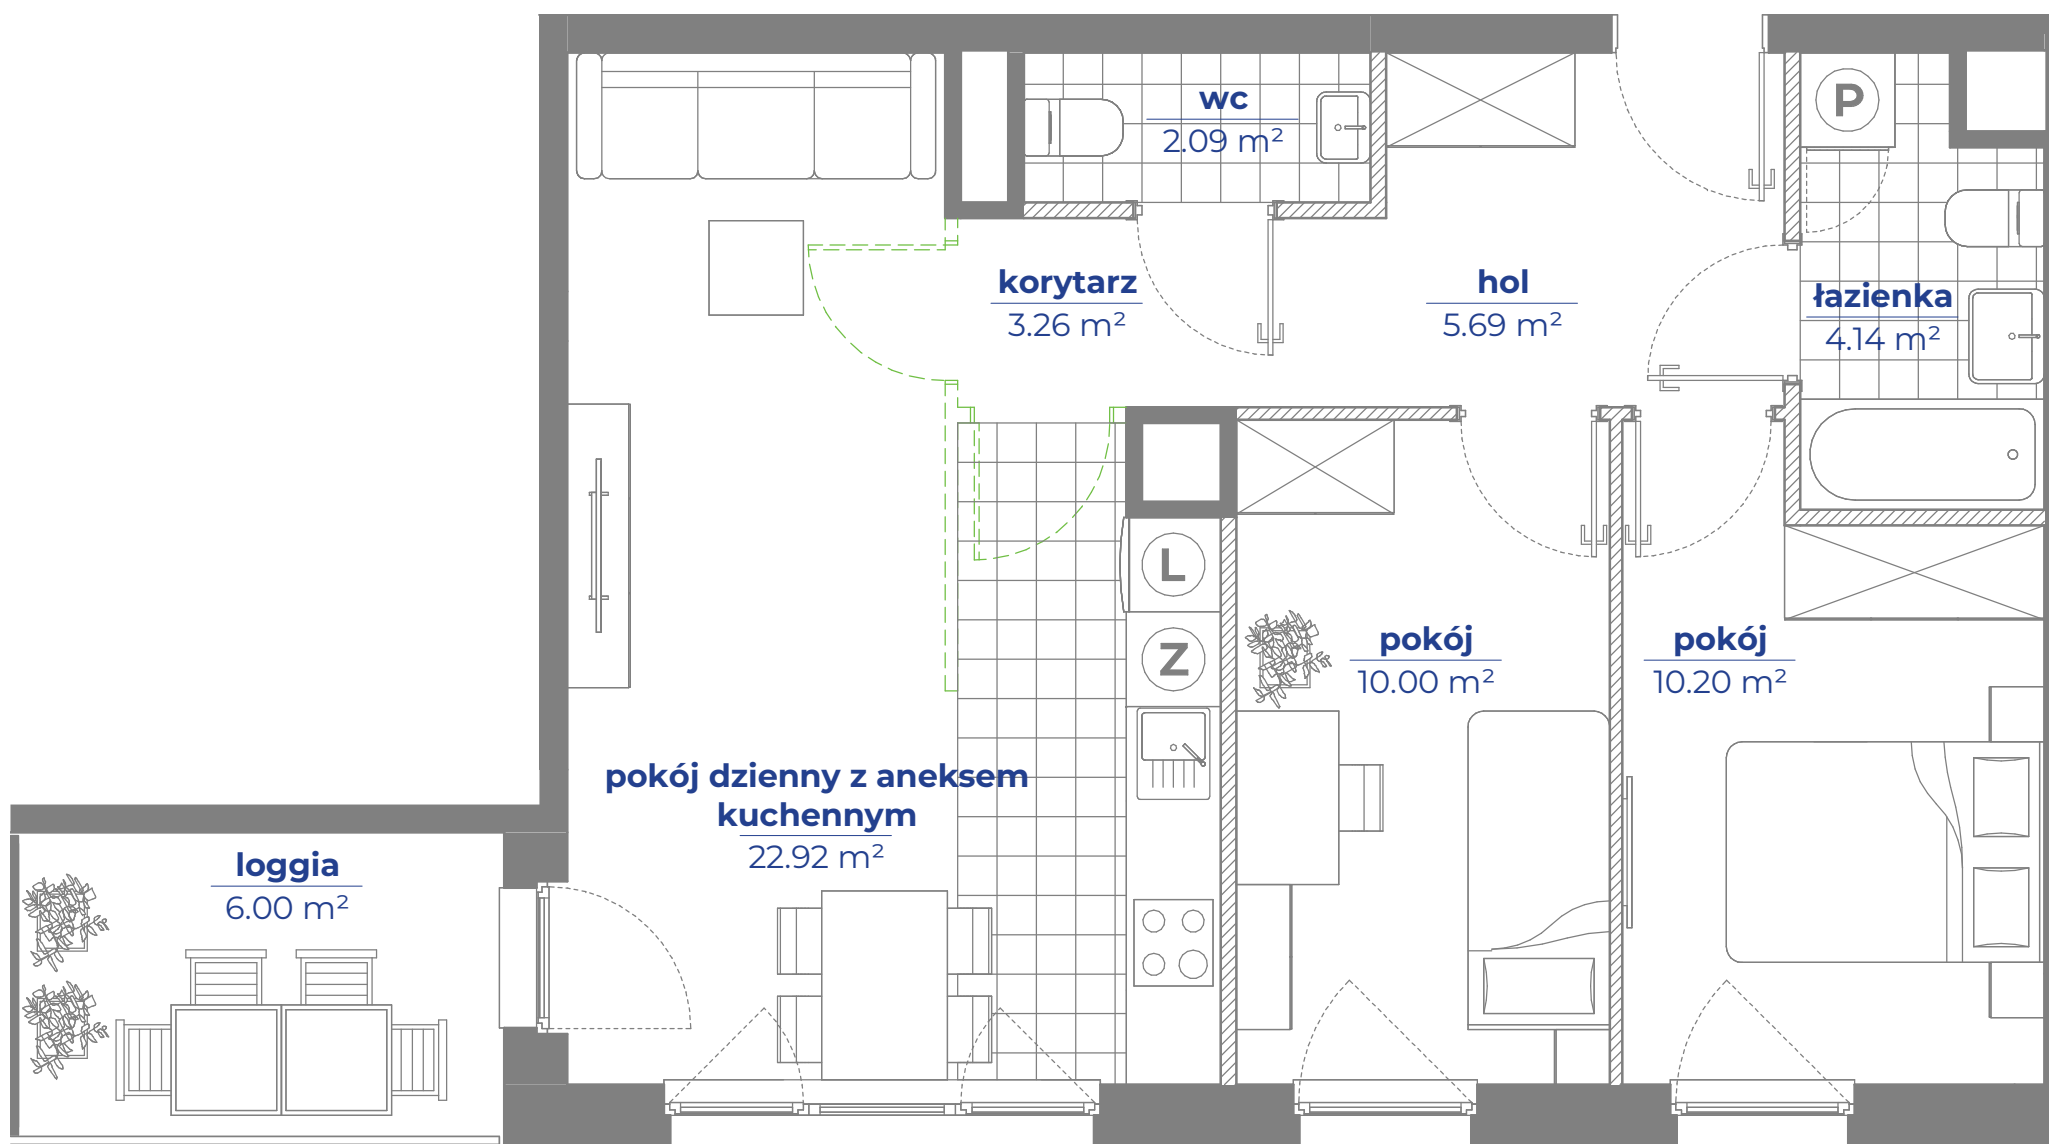 wc
2.09 m²
P
korytarz
3.26 m²
hol
5.69 m²
łazienka
4.14 m²
L
Z
pokój
10.00 m²
pokój
10.20 m²
pokój dzienny z aneksem
kuchennym
22.92 m²
loggia
6.00 m²